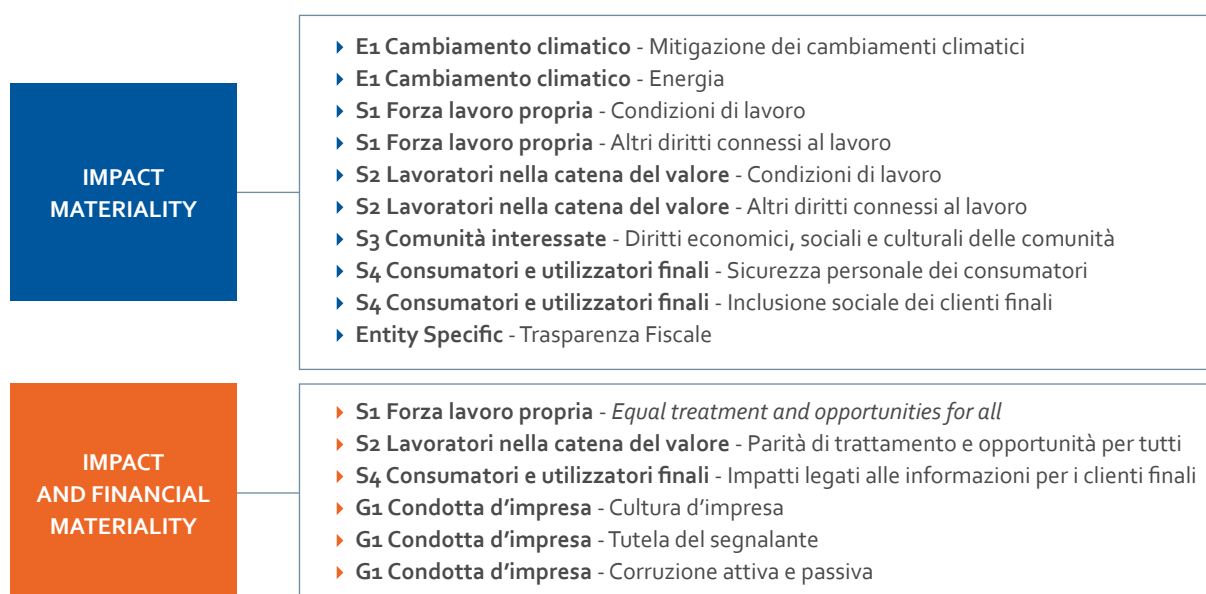 IMPACT
MATERIALITY
E1 Cambiamento climatico - Mitigazione dei cambiamenti climatici
E1 Cambiamento climatico - Energia
S1 Forza lavoro propria - Condizioni di lavoro
S1 Forza lavoro propria - Altri diritti connessi al lavoro
S2 Lavoratori nella catena del valore - Condizioni di lavoro
S2 Lavoratori nella catena del valore - Altri diritti connessi al lavoro
S3 Comunità interessate - Diritti economici, sociali e culturali delle comunità
S4 Consumatori e utilizzatori finali - Sicurezza personale dei consumatori
S4 Consumatori e utilizzatori finali - Inclusione sociale dei clienti finali
Entity Specific - Trasparenza Fiscale
IMPACT
AND FINANCIAL
MATERIALITY
S1 Forza lavoro propria - Equal treatment and opportunities for all
S2 Lavoratori nella catena del valore - Parità di trattamento e opportunità per tutti
S4 Consumatori e utilizzatori finali - Impatti legati alle informazioni per i clienti finali
G1 Condotta d’impresa - Cultura d’impresa
G1 Condotta d’impresa - Tutela del segnalante
G1 Condotta d’impresa - Corruzione attiva e passiva